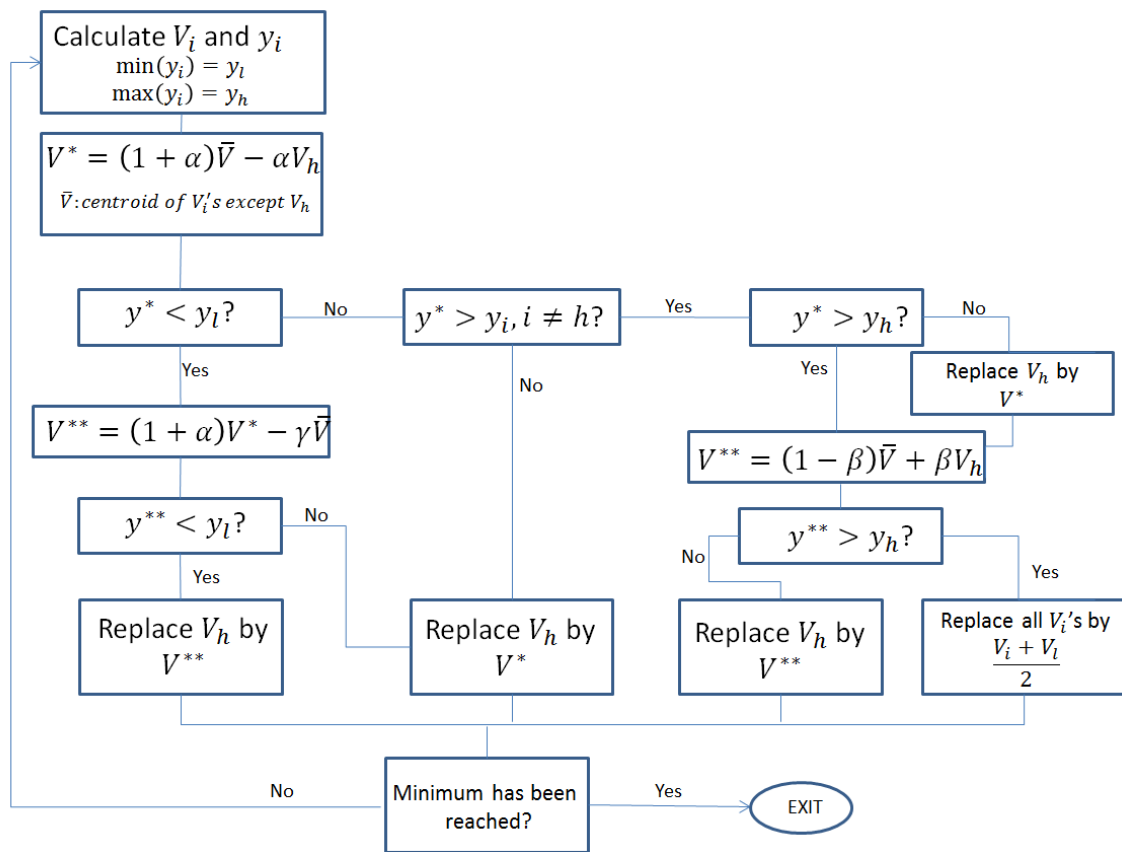 Calculate V_i and y_i
min(y_i) = y_l
max(y_i) = y_h
V* = (1 + α)V̄ − αV_h
V̄: centroid of V_i's except V_h
y* < y_l?
No
y* > y_i, i ≠ h?
Yes
y* > y_h?
No
Yes
No
Yes
Replace V_h by
V*
V** = (1 + α)V* − γV̄
V** = (1 − β)V̄ + βV_h
y** < y_l?
No
y** > y_h?
Yes
No
Yes
Replace V_h by
V**
Replace V_h by
V*
Replace V_h by
V**
Replace all V_i's by
(V_i + V_l)/2
No
Minimum has been
reached?
Yes
EXIT